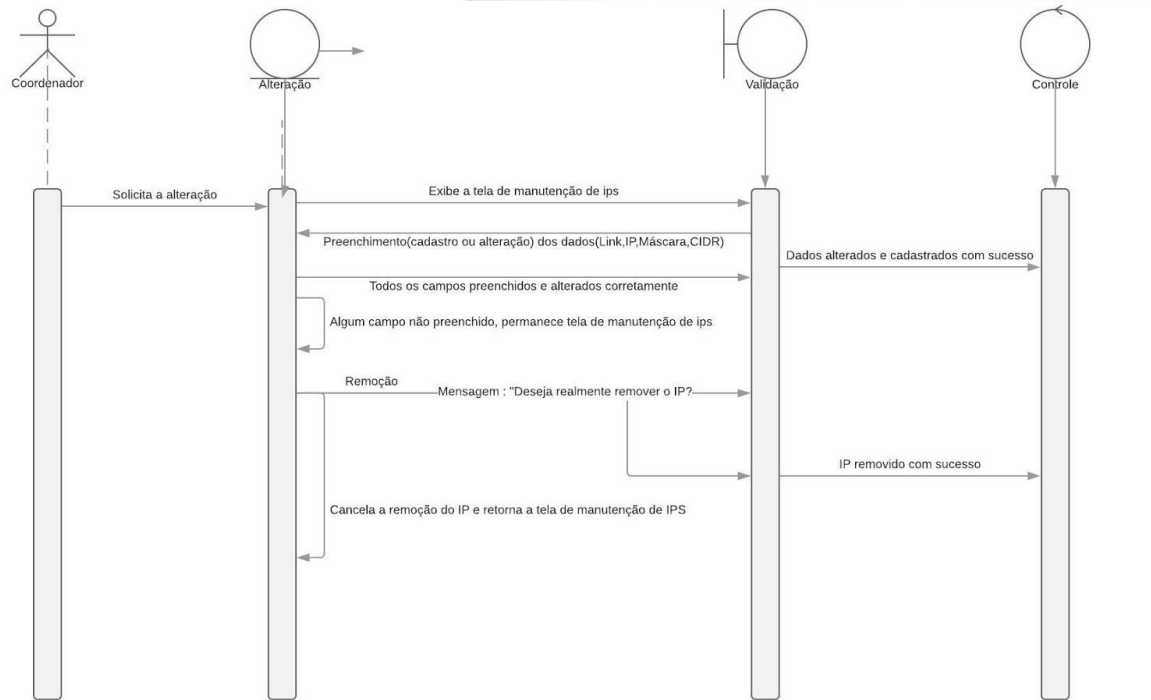 Coordenador
Alteração
Validação
Controle
Solicita a alteração
Exibe a tela de manutenção de ips
Preenchimento(cadastro ou alteração) dos dados(Link,IP,Máscara,CIDR)
Dados alterados e cadastrados com sucesso
Todos os campos preenchidos e alterados corretamente
Algum campo não preenchido, permanece tela de manutenção de ips
Remoção
Mensagem : "Deseja realmente remover o IP?
IP removido com sucesso
Cancela a remoção do IP e retorna a tela de manutenção de IPS